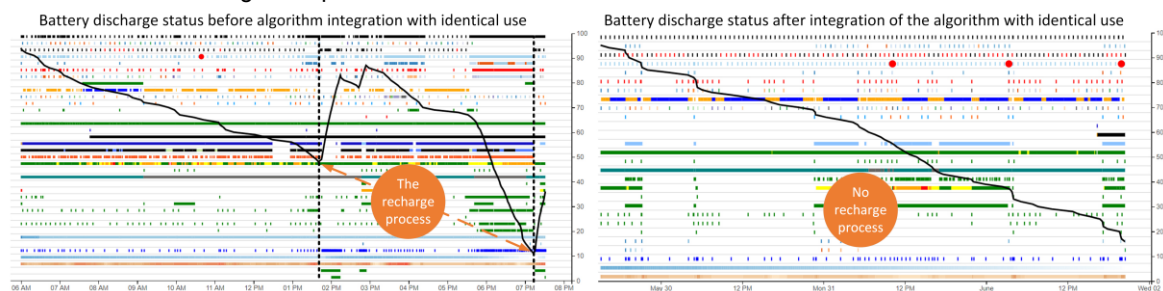 Battery discharge status before algorithm integration with identical use
100
90
80
70
60
50
40
30
20
10
0
The
recharge
process
06 AM 07 AM 08 AM 09 AM 10 AM 11 AM 12 PM 02 PM 03 PM 04 PM 05 PM 06 PM 07 PM 08 PM
Battery discharge status after integration of the algorithm with identical use
100
90
80
70
60
50
40
30
20
10
0
No
recharge
process
May 30 12 PM Mon 31 12 PM June 12 PM Wed 02